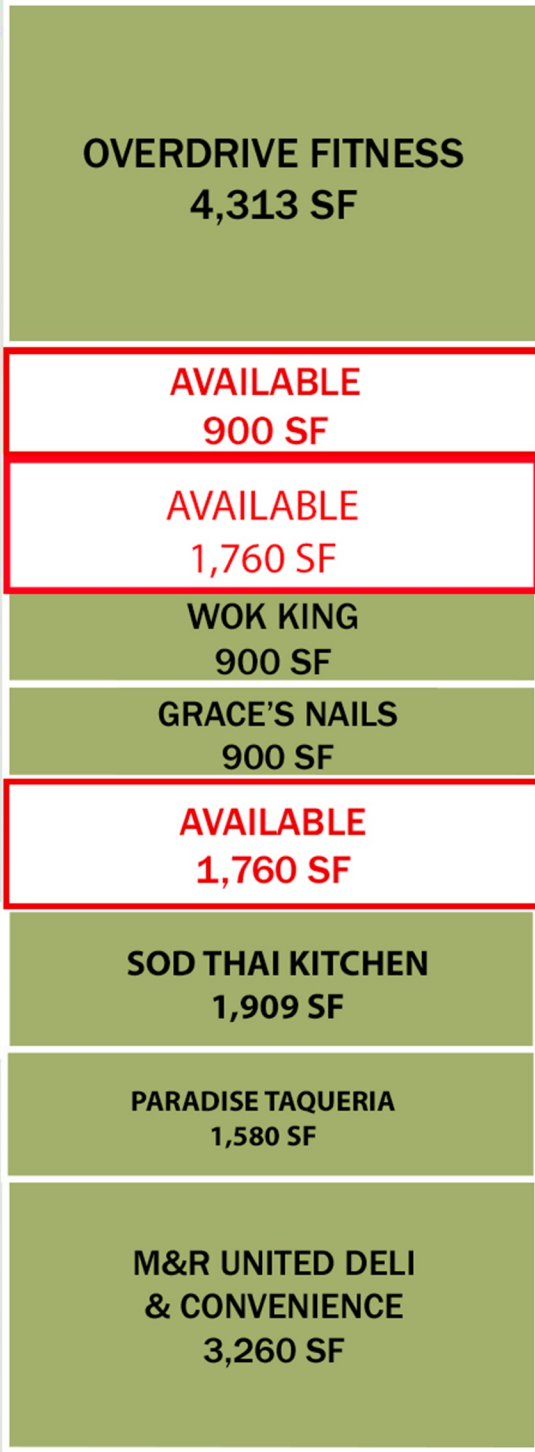 OVERDRIVE FITNESS
4,313 SF
AVAILABLE
900 SF
AVAILABLE
1,760 SF
WOK KING
900 SF
GRACE’S NAILS
900 SF
AVAILABLE
1,760 SF
SOD THAI KITCHEN
1,909 SF
PARADISE TAQUERIA
1,580 SF
M&R UNITED DELI
& CONVENIENCE
3,260 SF